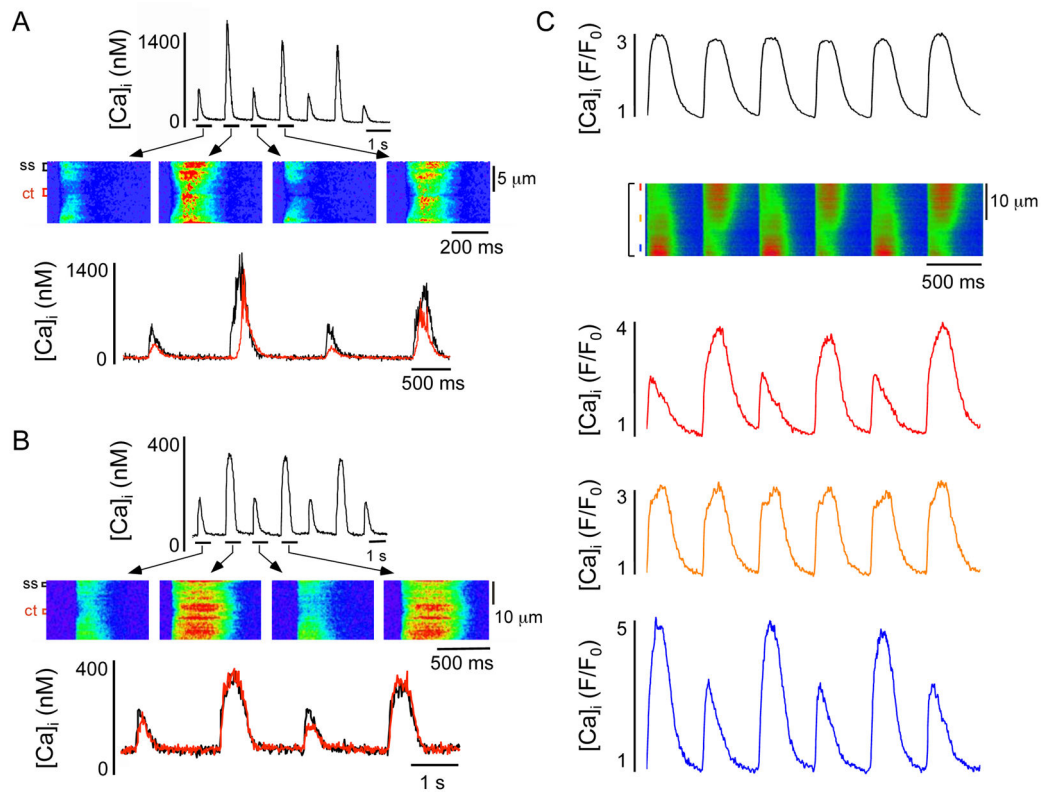 A
[Ca]i (nM)
1400
0
1 s
ss
ct
5 μm
200 ms
[Ca]i (nM)
1400
0
500 ms
B
[Ca]i (nM)
400
0
1 s
ss
ct
10 μm
500 ms
[Ca]i (nM)
400
0
1 s
C
[Ca]i (F/F0)
3
1
10 μm
500 ms
[Ca]i (F/F0)
4
1
[Ca]i (F/F0)
3
1
[Ca]i (F/F0)
5
1